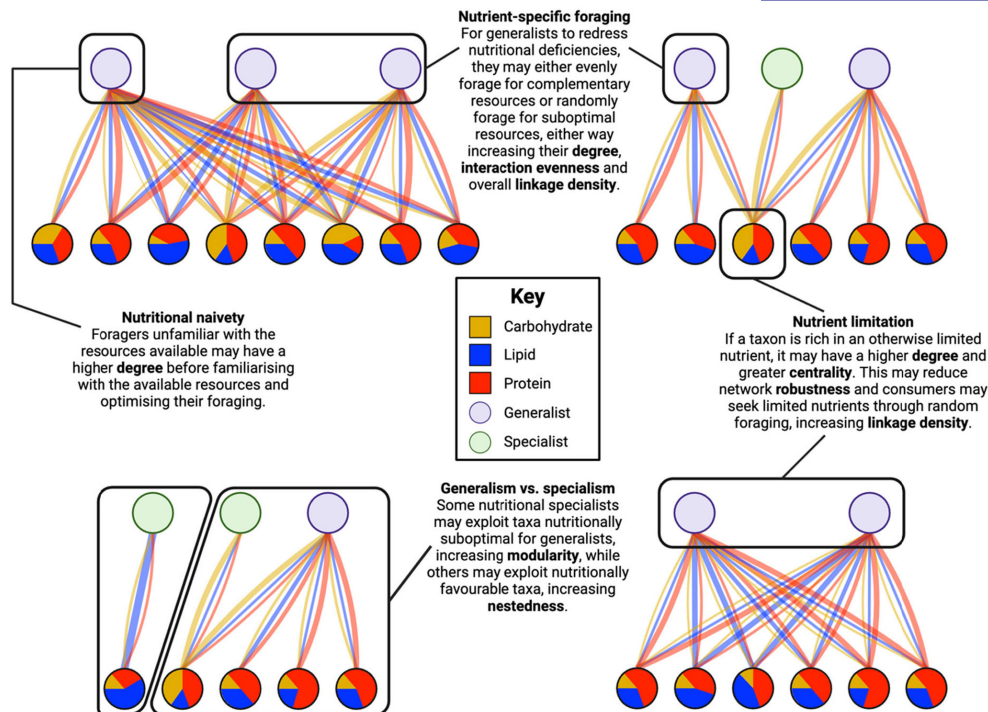 Nutrient-specific foraging
For generalists to redress
nutritional deficiencies,
they may either evenly
forage for complementary
resources or randomly
forage for suboptimal
resources, either way
increasing their degree,
interaction evenness and
overall linkage density.
Nutritional naivety
Foragers unfamiliar with the
resources available may have a
higher degree before familiarising
with the available resources and
optimising their foraging.
Key
Carbohydrate
Lipid
Protein
Generalist
Specialist
Nutrient limitation
If a taxon is rich in an otherwise limited
nutrient, it may have a higher degree and
greater centrality. This may reduce
network robustness and consumers may
seek limited nutrients through random
foraging, increasing linkage density.
Generalism vs. specialism
Some nutritional specialists
may exploit taxa nutritionally
suboptimal for generalists,
increasing modularity, while
others may exploit nutritionally
favourable taxa, increasing
nestedness.